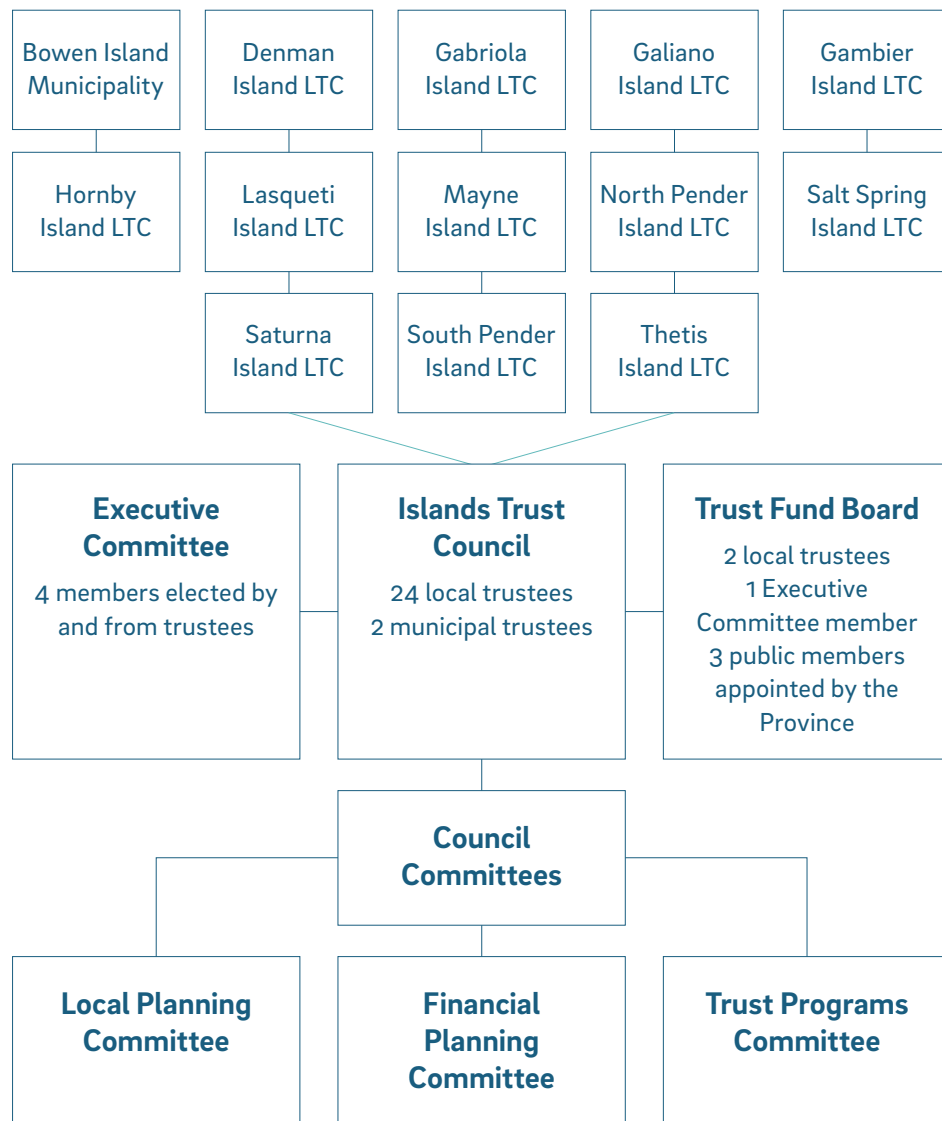 Bowen Island
Municipality
Denman
Island LTC
Gabriola
Island LTC
Galiano
Island LTC
Gambier
Island LTC
Hornby
Island LTC
Lasqueti
Island LTC
Mayne
Island LTC
North Pender
Island LTC
Salt Spring
Island LTC
Saturna
Island LTC
South Pender
Island LTC
Thetis
Island LTC
Executive
Committee
4 members elected by
and from trustees
Islands Trust
Council
24 local trustees
2 municipal trustees
Trust Fund Board
2 local trustees
1 Executive
Committee member
3 public members
appointed by the
Province
Council
Committees
Local Planning
Committee
Financial
Planning
Committee
Trust Programs
Committee